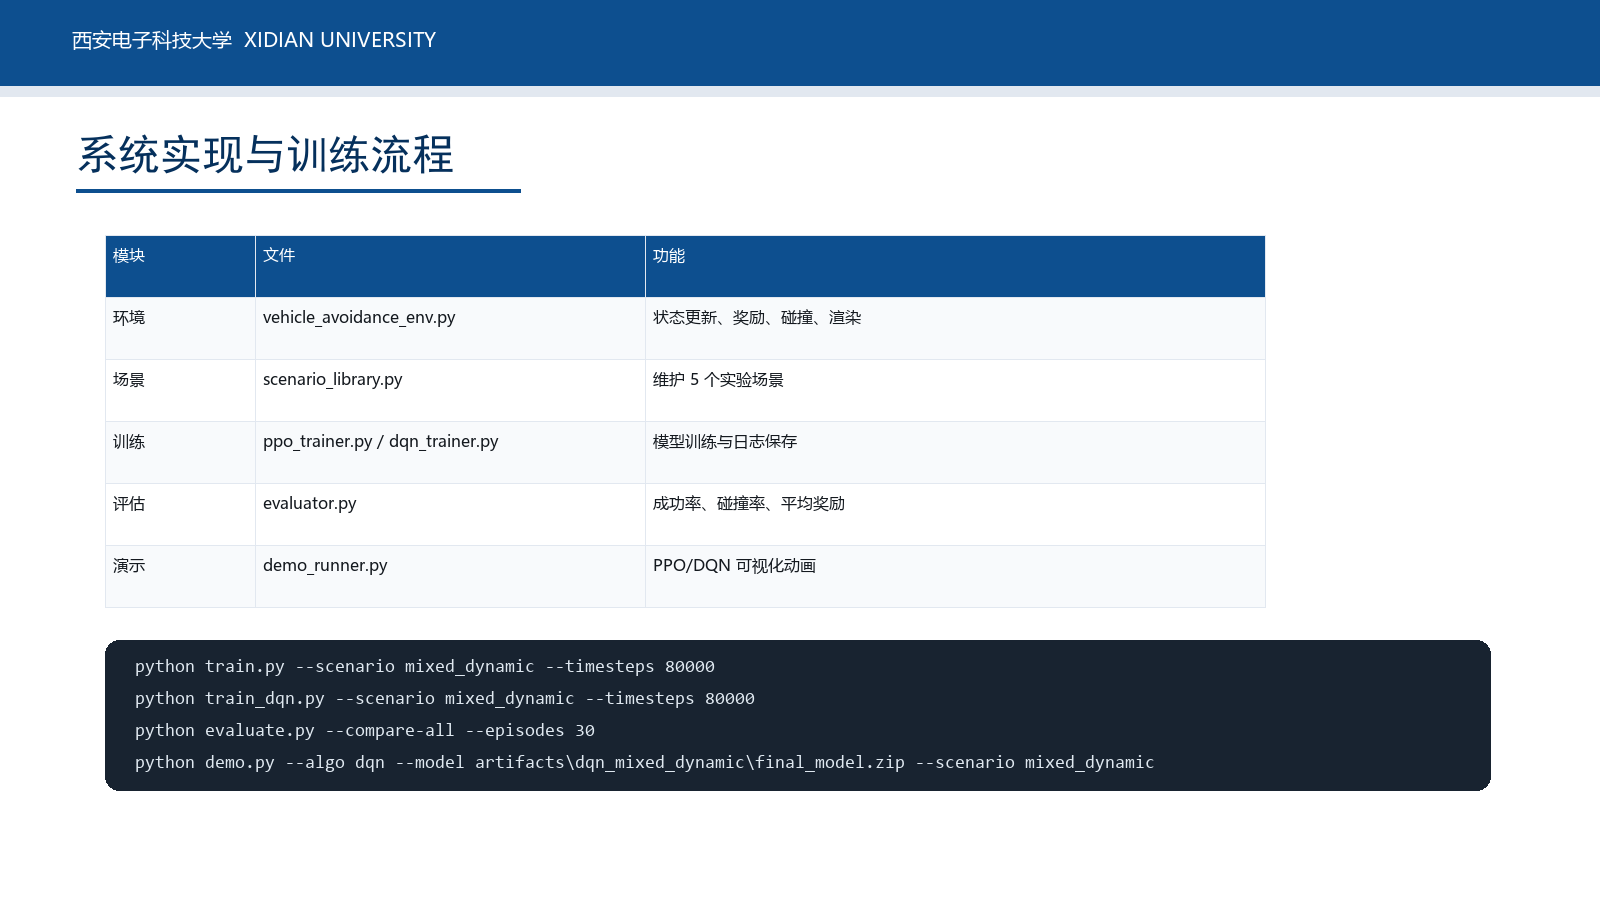 西安电子科技大学 XIDIAN UNIVERSITY
系统实现与训练流程
模块 文件 功能
环境 vehicle_avoidance_env.py 状态更新、奖励、碰撞、渲染
场景 scenario_library.py 维护 5 个实验场景
训练 ppo_trainer.py / dqn_trainer.py 模型训练与日志保存
评估 evaluator.py 成功率、碰撞率、平均奖励
演示 demo_runner.py PPO/DQN 可视化动画
python train.py --scenario mixed_dynamic --timesteps 80000
python train_dqn.py --scenario mixed_dynamic --timesteps 80000
python evaluate.py --compare-all --episodes 30
python demo.py --algo dqn --model artifacts\dqn_mixed_dynamic\final_model.zip --scenario mixed_dynamic